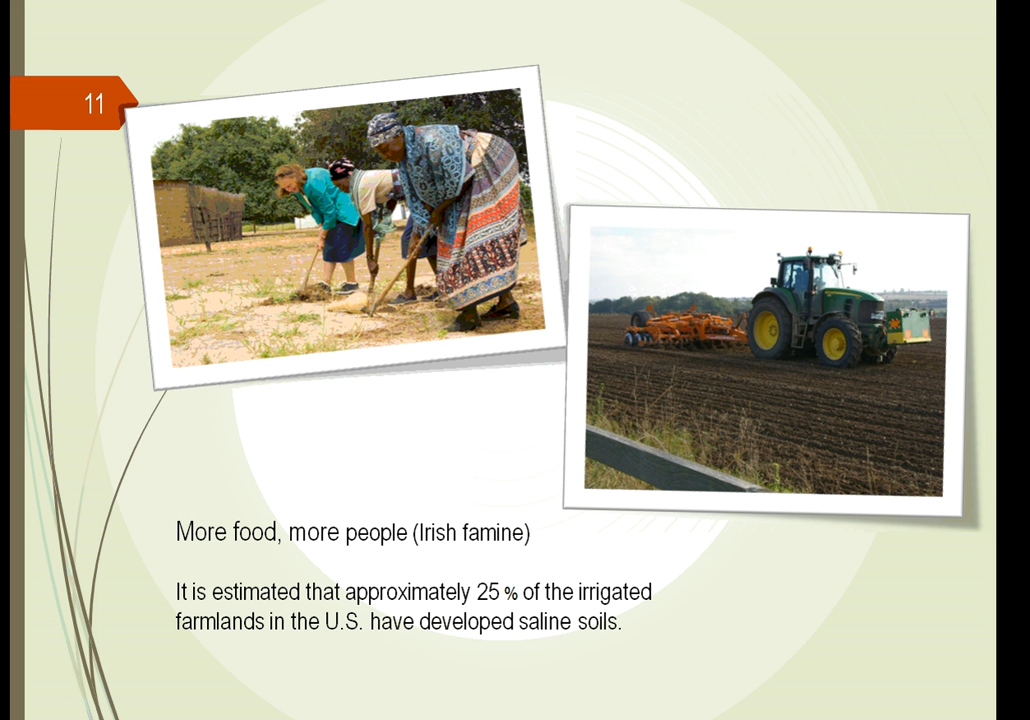 11
More food, more people (Irish famine)
It is estimated that approximately 25 % of the irrigated
farmlands in the U.S. have developed saline soils.